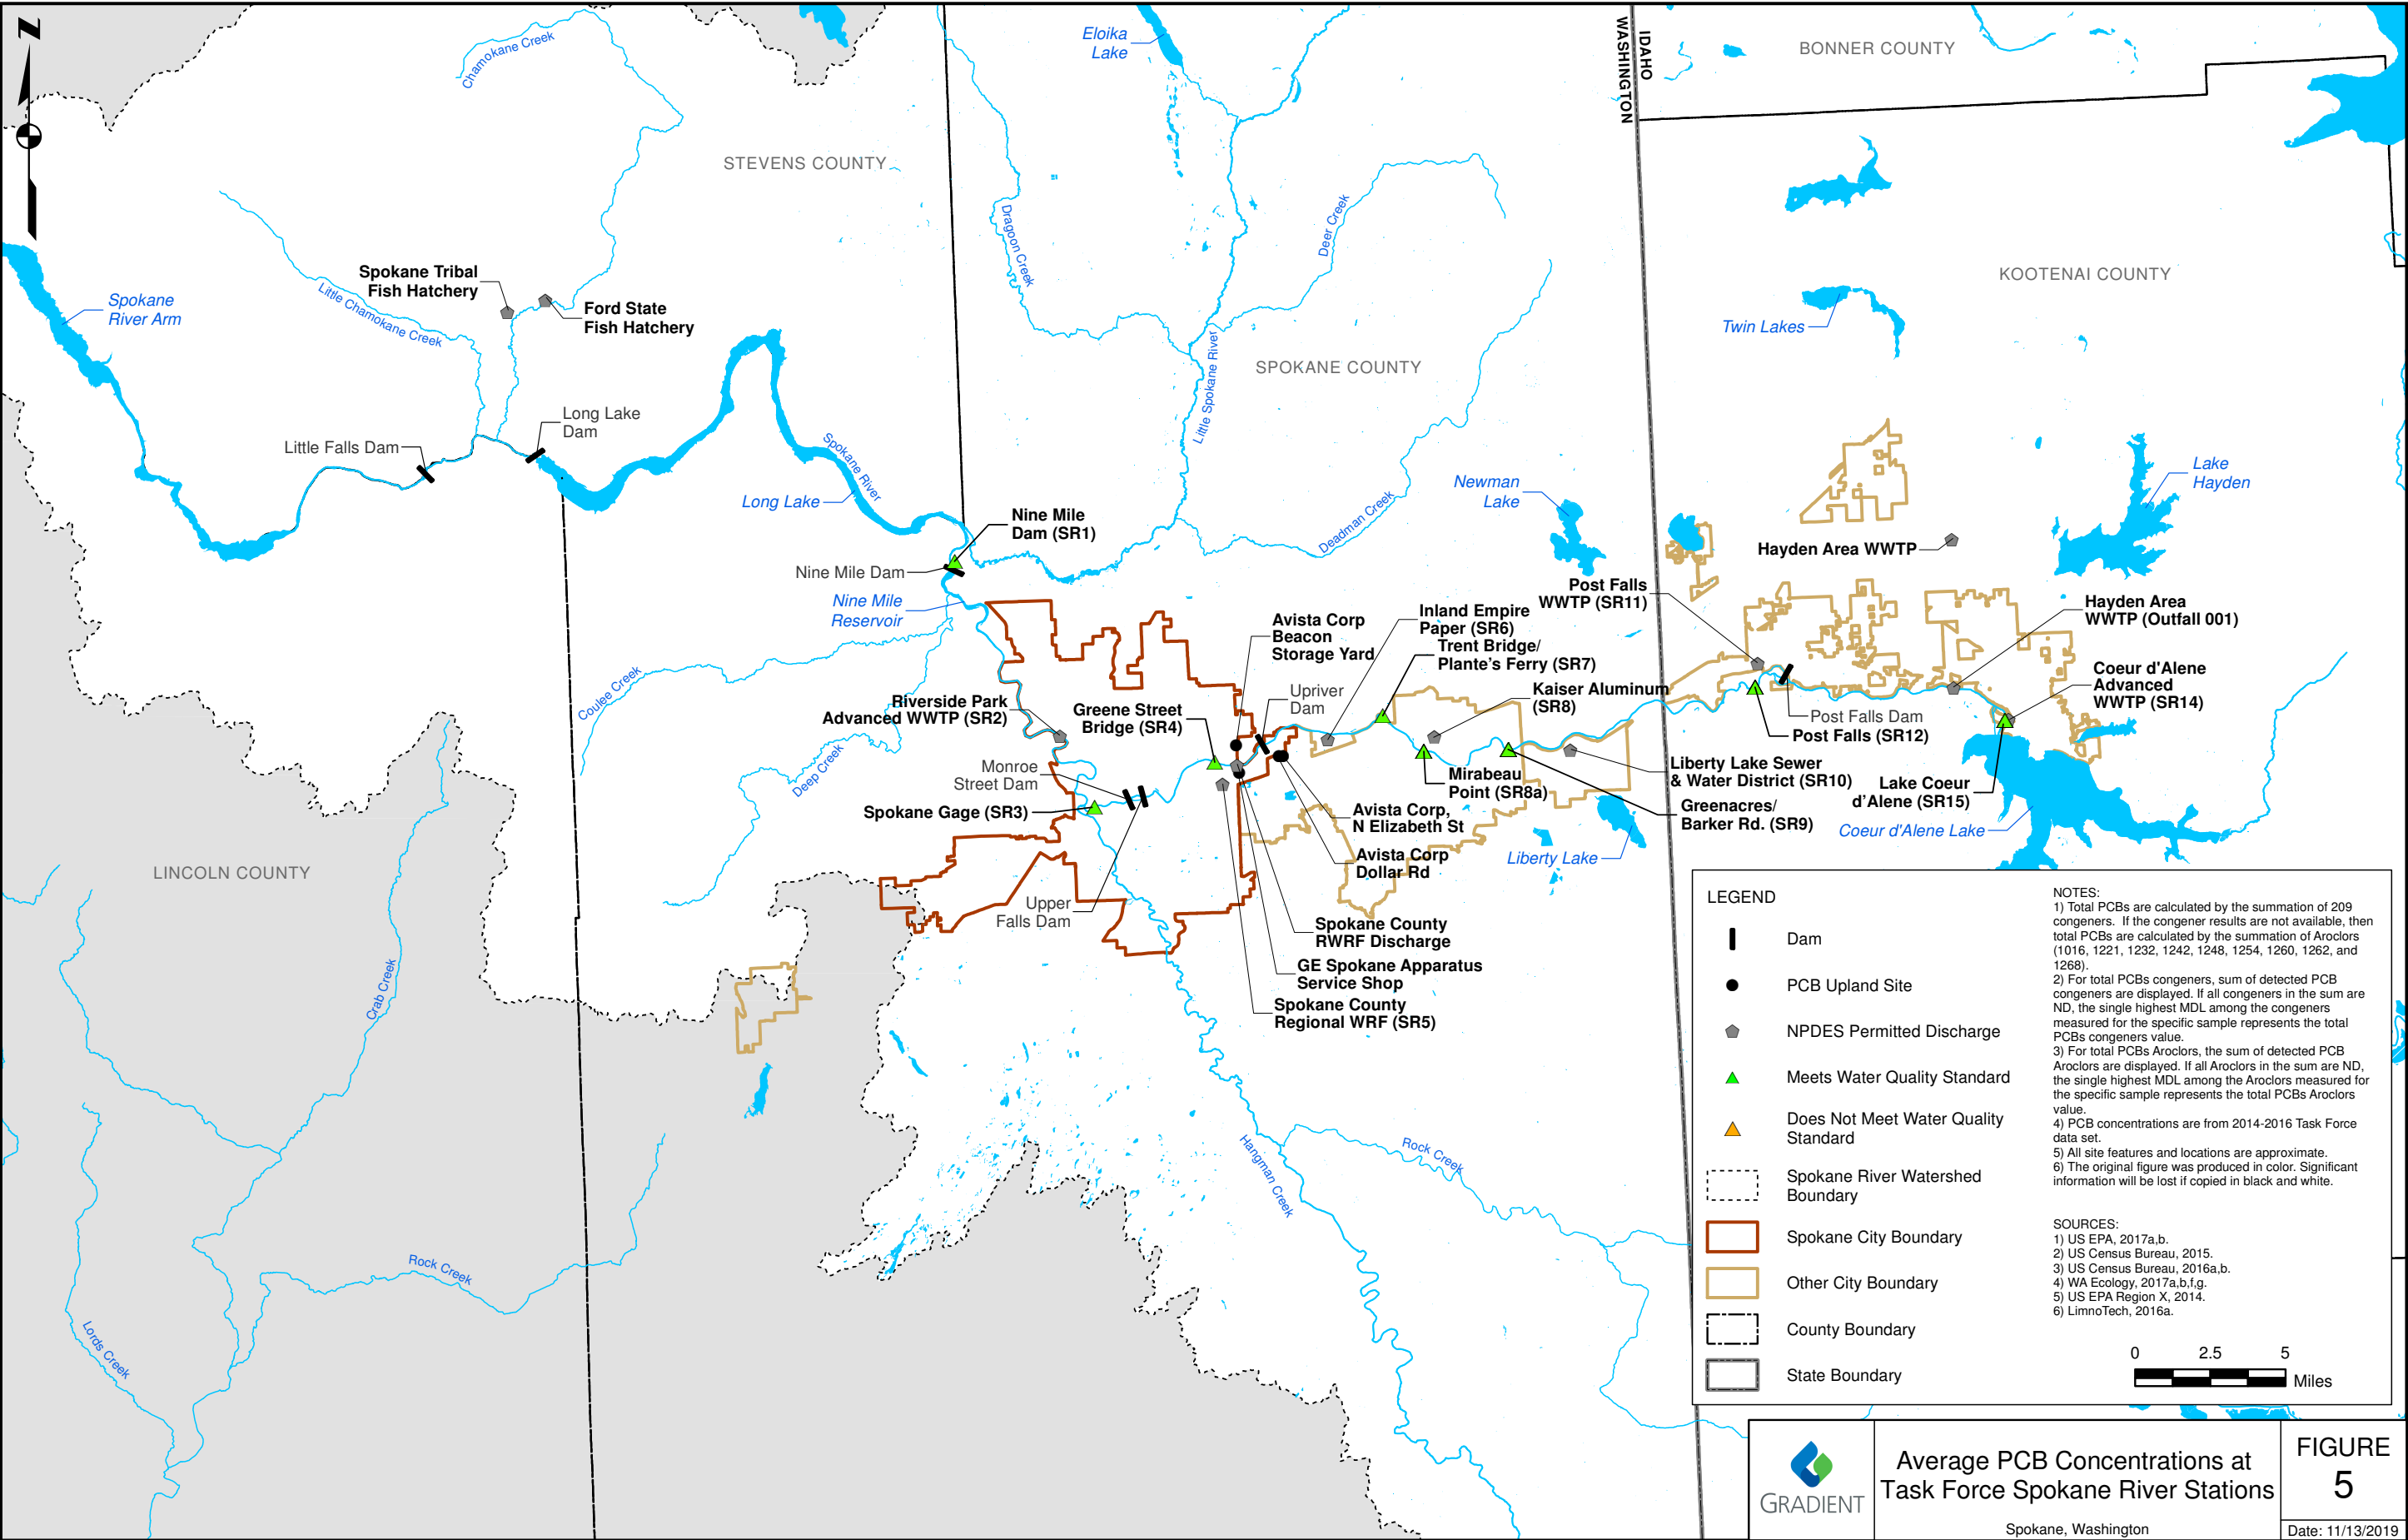 N
Chamokane Creek
Eloika
Lake
IDAHO
WASHINGTON
BONNER COUNTY
STEVENS COUNTY
Dragoon Creek
Deer Creek
KOOTENAI COUNTY
Spokane
River Arm
Spokane Tribal
Fish Hatchery
Little Chamokane Creek
Ford State
Fish Hatchery
Twin Lakes
SPOKANE COUNTY
Little Spokane River
Little Falls Dam
Long Lake
Dam
Spokane River
Long Lake
Newman
Lake
Deadman Creek
Lake
Hayden
Nine Mile
Dam (SR1)
Nine Mile Dam
Nine Mile
Reservoir
Hayden Area WWTP
Post Falls
WWTP (SR11)
Hayden Area
WWTP (Outfall 001)
Avista Corp
Beacon
Storage Yard
Inland Empire
Paper (SR6)
Trent Bridge/
Plante's Ferry (SR7)
Coulee Creek
Riverside Park
Advanced WWTP (SR2)
Greene Street
Bridge (SR4)
Upriver
Dam
Kaiser Aluminum
(SR8)
Coeur d'Alene
Advanced
WWTP (SR14)
Post Falls Dam
Post Falls (SR12)
Deep Creek
Monroe
Street Dam
Spokane Gage (SR3)
Mirabeau
Point (SR8a)
Liberty Lake Sewer
& Water District (SR10)
Lake Coeur
d'Alene (SR15)
Greenacres/
Barker Rd. (SR9)
Coeur d'Alene Lake
Avista Corp,
N Elizabeth St
Avista Corp
Dollar Rd
Liberty Lake
LINCOLN COUNTY
Upper
Falls Dam
Spokane County
RWRF Discharge
GE Spokane Apparatus
Service Shop
Spokane County
Regional WRF (SR5)
Crab Creek
Hangman Creek
Rock Creek
Rock Creek
Lords Creek
LEGEND
Dam
PCB Upland Site
NPDES Permitted Discharge
Meets Water Quality Standard
Does Not Meet Water Quality
Standard
Spokane River Watershed
Boundary
Spokane City Boundary
Other City Boundary
County Boundary
State Boundary
NOTES:
1) Total PCBs are calculated by the summation of 209
congeners. If the congener results are not available, then
total PCBs are calculated by the summation of Aroclors
(1016, 1221, 1232, 1242, 1248, 1254, 1260, 1262, and
1268).
2) For total PCBs congeners, sum of detected PCB
congeners are displayed. If all congeners in the sum are
ND, the single highest MDL among the congeners
measured for the specific sample represents the total
PCBs congeners value.
3) For total PCBs Aroclors, the sum of detected PCB
Aroclors are displayed. If all Aroclors in the sum are ND,
the single highest MDL among the Aroclors measured for
the specific sample represents the total PCBs Aroclors
value.
4) PCB concentrations are from 2014-2016 Task Force
data set.
5) All site features and locations are approximate.
6) The original figure was produced in color. Significant
information will be lost if copied in black and white.
SOURCES:
1) US EPA, 2017a,b.
2) US Census Bureau, 2015.
3) US Census Bureau, 2016a,b.
4) WA Ecology, 2017a,b,f,g.
5) US EPA Region X, 2014.
6) LimnoTech, 2016a.
0 2.5 5
Miles
GRADIENT
Average PCB Concentrations at
Task Force Spokane River Stations
Spokane, Washington
FIGURE
5
Date: 11/13/2019